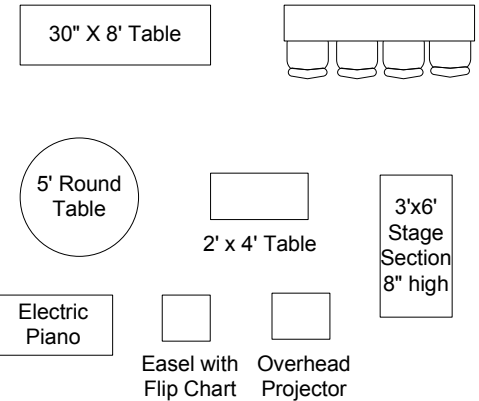 30" X 8' Table
5' Round
Table
2' x 4' Table
3'x6'
Stage
Section
8" high
Electric
Piano
Easel with
Flip Chart
Overhead
Projector